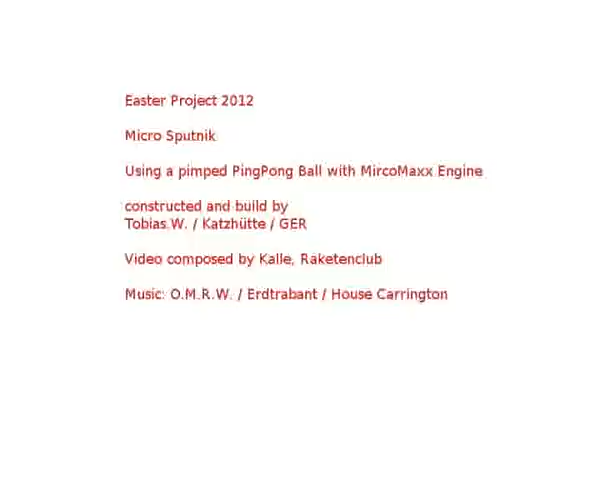 Easter Project 2012
Micro Sputnik
Using a pimped PingPong Ball with MircoMaxx Engine
constructed and build by
Tobias.W. / Katzhütte / GER
Video composed by Kalle, Raketenclub
Music: O.M.R.W. / Erdtrabant / House Carrington